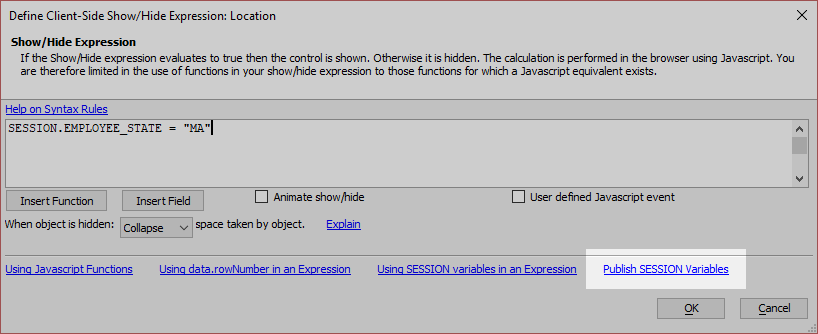 Define Client-Side Show/Hide Expression: Location
Show/Hide Expression
If the Show/Hide expression evaluates to true then the control is shown. Otherwise it is hidden. The calculation is performed in the browser using Javascript. You
are therefore limited in the use of functions in your show/hide expression to those functions for which a Javascript equivalent exists.
Help on Syntax Rules
SESSION.EMPLOYEE_STATE = "MA"
Insert Function Insert Field Animate show/hide User defined Javascript event
When object is hidden: Collapse space taken by object. Explain
Using Javascript Functions Using data.rowNumber in an Expression Using SESSION variables in an Expression Publish SESSION Variables
OK Cancel